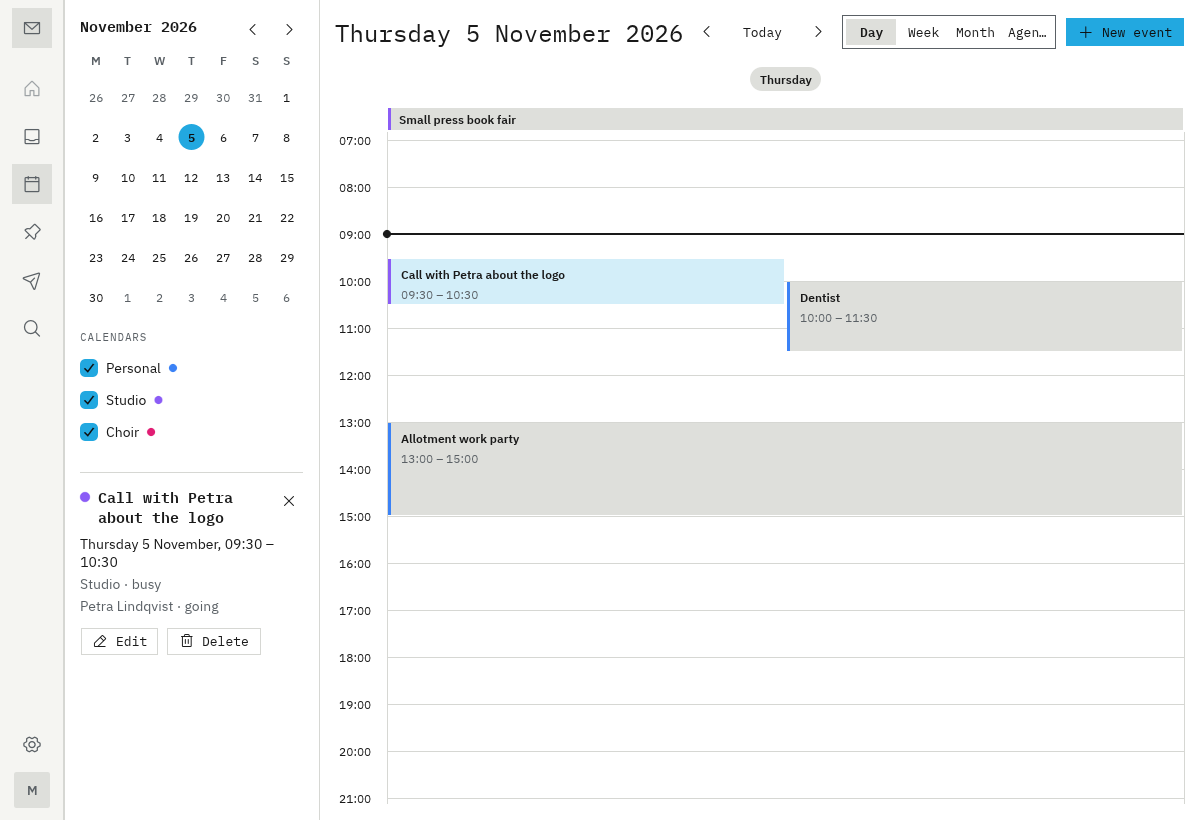 November 2026
M T W T F S S
26 27 28 29 30 31 1
2 3 4 5 6 7 8
9 10 11 12 13 14 15
16 17 18 19 20 21 22
23 24 25 26 27 28 29
30 1 2 3 4 5 6
CALENDARS
Personal
Studio
Choir
Call with Petra
about the logo
Thursday 5 November, 09:30 –
10:30
Studio · busy
Petra Lindqvist · going
Edit Delete
M
Thursday 5 November 2026
Today
Day Week Month Agen…
New event
Thursday
Small press book fair
07:00
08:00
09:00
10:00
11:00
12:00
13:00
14:00
15:00
16:00
17:00
18:00
19:00
20:00
21:00
Call with Petra about the logo
09:30 – 10:30
Dentist
10:00 – 11:30
Allotment work party
13:00 – 15:00